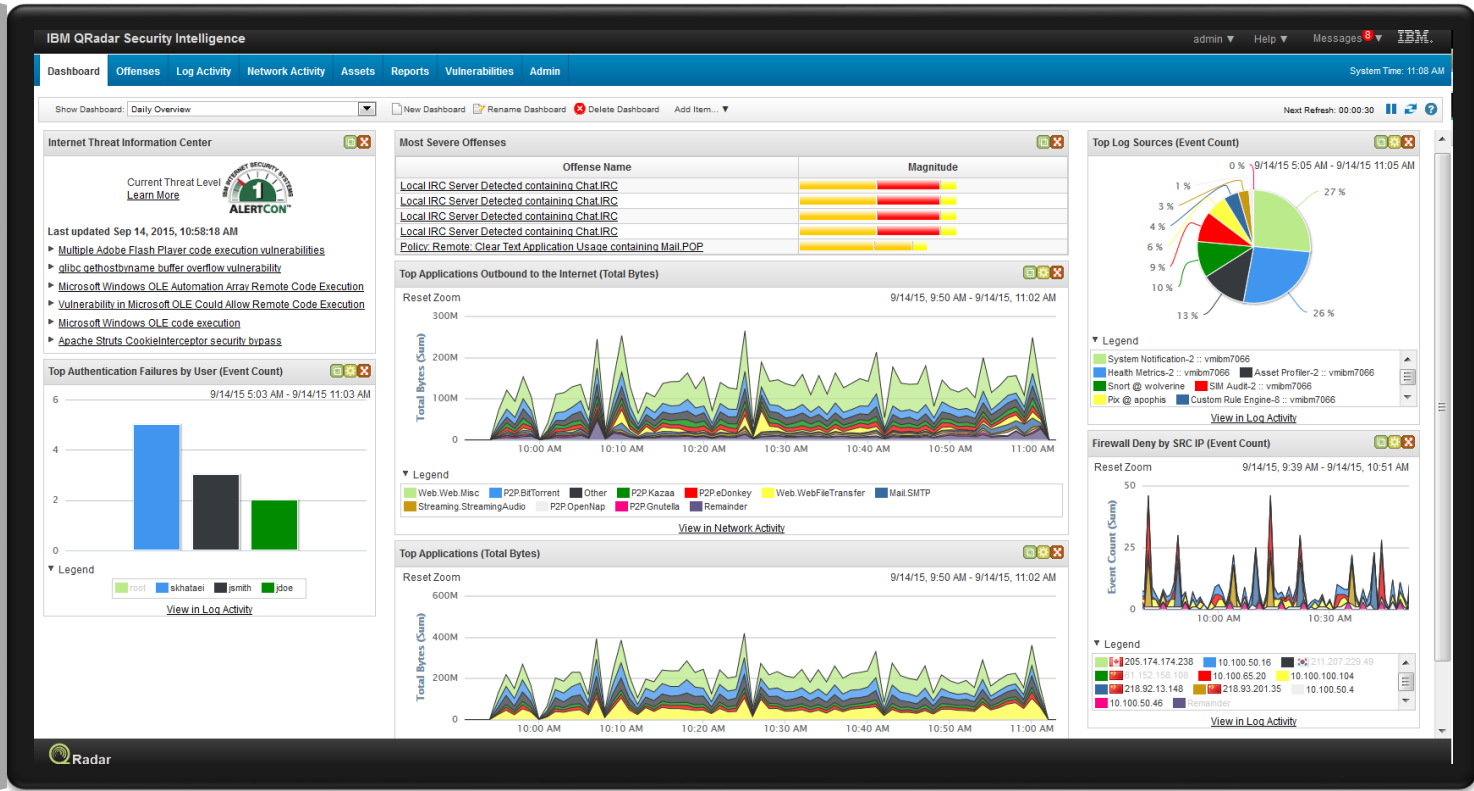 IBM QRadar Security Intelligence
admin ▼ Help ▼ Messages 8 ▼ IBM.
Dashboard Offenses Log Activity Network Activity Assets Reports Vulnerabilities Admin
System Time: 11:08 AM
Show Dashboard: Daily Overview
New Dashboard Rename Dashboard Delete Dashboard Add Item... ▼
Next Refresh: 00:00:30
Internet Threat Information Center
Current Threat Level
Learn More
IBM INTERNET SECURITY SYSTEMS
1
ALERTCON™
Last updated Sep 14, 2015, 10:58:18 AM
Multiple Adobe Flash Player code execution vulnerabilities
glibc gethostbyname buffer overflow vulnerability
Microsoft Windows OLE Automation Array Remote Code Execution
Vulnerability in Microsoft OLE Could Allow Remote Code Execution
Microsoft Windows OLE code execution
Apache Struts CookieInterceptor security bypass
Top Authentication Failures by User (Event Count)
9/14/15 5:03 AM - 9/14/15 11:03 AM
6
4
2
0
▼ Legend
root skhataei jsmith jdoe
View in Log Activity
Most Severe Offenses
Offense Name Magnitude
Local IRC Server Detected containing Chat.IRC
Local IRC Server Detected containing Chat.IRC
Local IRC Server Detected containing Chat.IRC
Local IRC Server Detected containing Chat.IRC
Policy: Remote: Clear Text Application Usage containing Mail.POP
Top Applications Outbound to the Internet (Total Bytes)
Reset Zoom 9/14/15, 9:50 AM - 9/14/15, 11:02 AM
Total Bytes (Sum)
300M
200M
100M
0
10:00 AM 10:10 AM 10:20 AM 10:30 AM 10:40 AM 10:50 AM 11:00 AM
▼ Legend
Web.Web.Misc P2P.BitTorrent Other P2P.Kazaa P2P.eDonkey Web.WebFileTransfer Mail.SMTP
Streaming.StreamingAudio P2P.OpenNap P2P.Gnutella Remainder
View in Network Activity
Top Applications (Total Bytes)
Reset Zoom 9/14/15, 9:50 AM - 9/14/15, 11:02 AM
Total Bytes (Sum)
600M
400M
200M
0
10:00 AM 10:10 AM 10:20 AM 10:30 AM 10:40 AM 10:50 AM 11:00 AM
Top Log Sources (Event Count)
9/14/15 5:05 AM - 9/14/15 11:05 AM
0 %
1 %
3 %
4 %
6 %
9 %
10 %
13 %
26 %
27 %
▼ Legend
System Notification-2 :: vmibm7066
Health Metrics-2 :: vmibm7066 Asset Profiler-2 :: vmibm7066
Snort @ wolverine SIM Audit-2 :: vmibm7066
Pix @ apophis Custom Rule Engine-8 :: vmibm7066
View in Log Activity
Firewall Deny by SRC IP (Event Count)
Reset Zoom 9/14/15, 9:39 AM - 9/14/15, 10:51 AM
Event Count (Sum)
50
25
0
10:00 AM 10:30 AM
▼ Legend
205.174.174.238 10.100.50.16 211.207.229.49
61.152.158.108 10.100.65.20 10.100.100.104
218.92.13.148 218.93.201.35 10.100.50.4
10.100.50.46 Remainder
View in Log Activity
QRadar